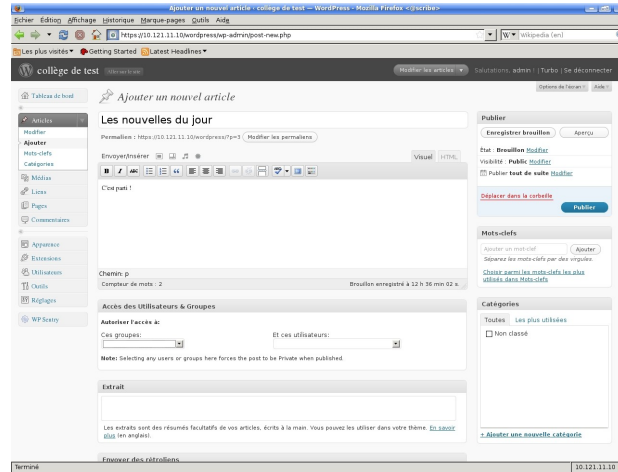 Ajouter un nouvel article ‹ collège de test — WordPress - Mozilla Firefox <@scribe>
Fichier Édition Affichage Historique Marque-pages Outils Aide
https://10.121.11.10/wordpress/wp-admin/post-new.php
Wikipedia (en)
Les plus visités Getting Started Latest Headlines
collège de test Aller sur le site
Modifier les articles
Salutations, admin ! | Turbo | Se déconnecter
Options de l'écran Aide
Tableau de bord
Articles
Modifier
Ajouter
Mots-clefs
Catégories
Médias
Liens
Pages
Commentaires
Apparence
Extensions
Utilisateurs
Outils
Réglages
WP Sentry
Ajouter un nouvel article
Les nouvelles du jour
Permalien : https://10.121.11.10/wordpress/?p=3 Modifier les permaliens
Envoyer/Insérer
Visuel HTML
B I ABC
C'est parti !
Chemin: p
Compteur de mots : 2
Brouillon enregistré à 12 h 36 min 02 s.
Accès des Utilisateurs & Groupes
Autoriser l'accès à:
Ces groupes:
Et ces utilisateurs:
Note: Selecting any users or groups here forces the post to be Private when published.
Extrait
Les extraits sont des résumés facultatifs de vos articles, écrits à la main. Vous pouvez les utiliser dans votre thème. En savoir
plus (en anglais).
Envoyer des rétroliens
Publier
Enregistrer brouillon Aperçu
État : Brouillon Modifier
Visibilité : Public Modifier
Publier tout de suite Modifier
Déplacer dans la corbeille
Publier
Mots-clefs
Ajouter un mot-clef Ajouter
Séparez les mots-clefs par des virgules.
Choisir parmi les mots-clefs les plus
utilisés dans Mots-clefs
Catégories
Toutes Les plus utilisées
Non classé
+ Ajouter une nouvelle catégorie
Terminé
10.121.11.10